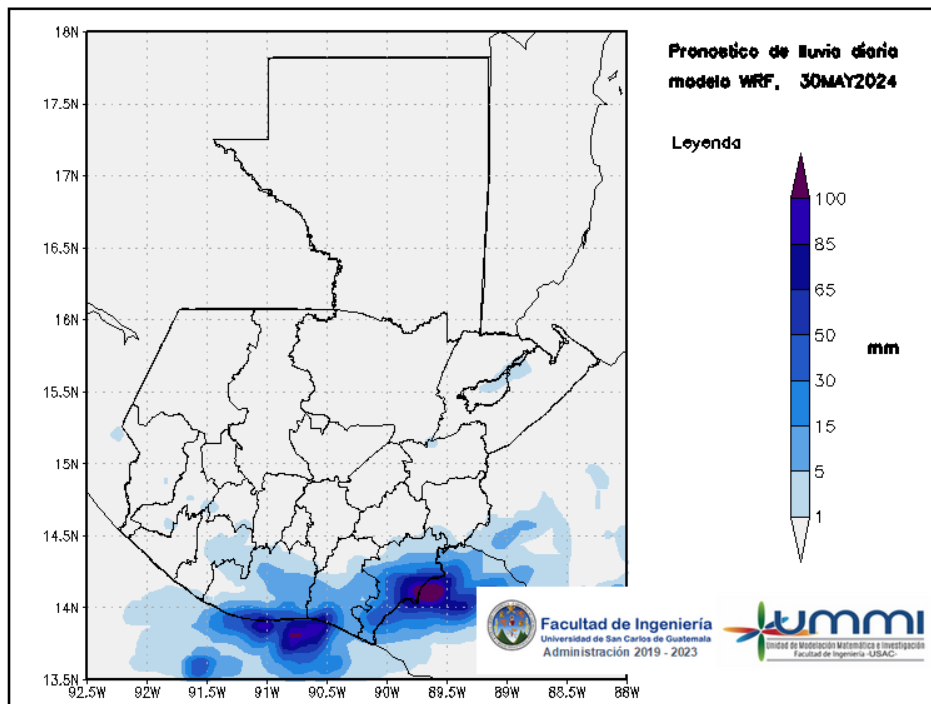 Pronostico de lluvia diaria
modelo WRF, 30MAY2024
Leyenda
100
85
65
50
30
15
5
1
mm
18N
17.5N
17N
16.5N
16N
15.5N
15N
14.5N
14N
13.5N
92.5W
92W
91.5W
91W
90.5W
90W
89.5W
89W
88.5W
88W
Facultad de Ingeniería
Universidad de San Carlos de Guatemala
Administración 2019 - 2023
UMMI
Unidad de Modelación Matemática e Investigación
Facultad de Ingeniería -USAC-